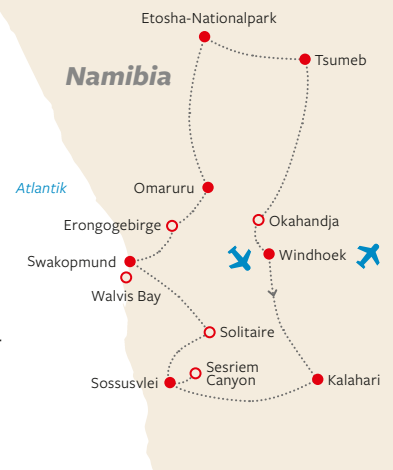 Etosha-Nationalpark
Tsumeb
Namibia
Atlantik
Omaruru
Erongogebirge
Okahandja
Swakopmund
Windhoek
Walvis Bay
Solitaire
Sesriem
Canyon
Sossusvlei
Kalahari